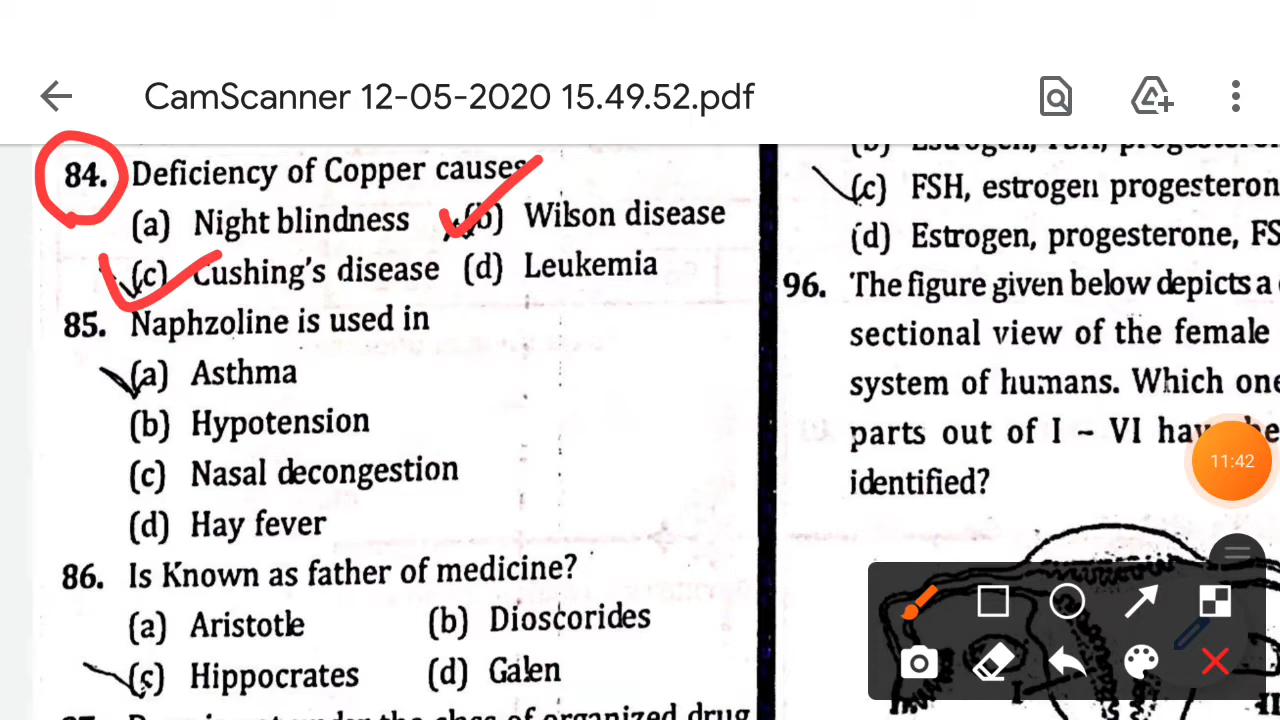 CamScanner 12-05-2020 15.49.52.pdf
84. Deficiency of Copper causes
(a) Night blindness (b) Wilson disease
(c) Cushing's disease (d) Leukemia
85. Naphzoline is used in
(a) Asthma
(b) Hypotension
(c) Nasal decongestion
(d) Hay fever
86. Is Known as father of medicine?
(a) Aristotle (b) Dioscorides
(c) Hippocrates (d) Galen
of organized drug
(c) FSH, estrogen progesteron
(d) Estrogen, progesterone, FS
96. The figure given below depicts a
sectional view of the female
system of humans. Which one
parts out of I – VI
identified?
11:42
I